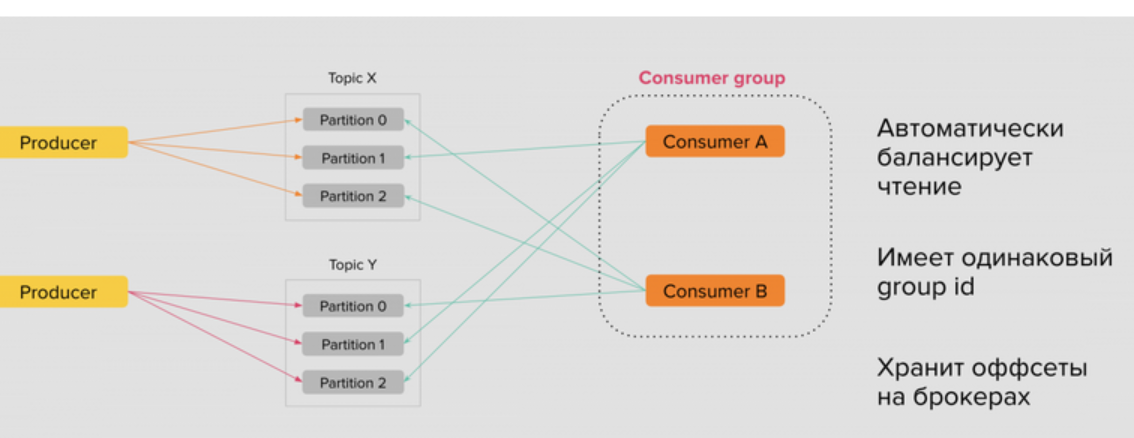 Topic X
Consumer group
Producer
Partition 0
Partition 1
Partition 2
Consumer A
Автоматически
балансирует
чтение
Topic Y
Producer
Partition 0
Partition 1
Partition 2
Consumer B
Имеет одинаковый
group id
Хранит оффсеты
на брокерах